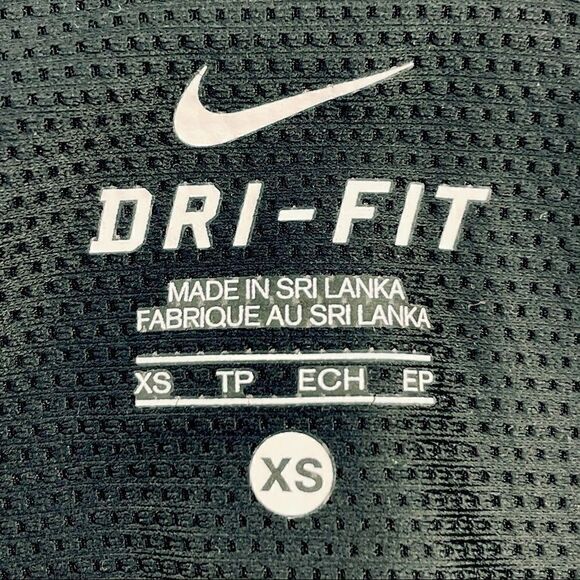 DRI-FIT
MADE IN SRI LANKA
FABRIQUE AU SRI LANKA
XS TP ECH EP
XS